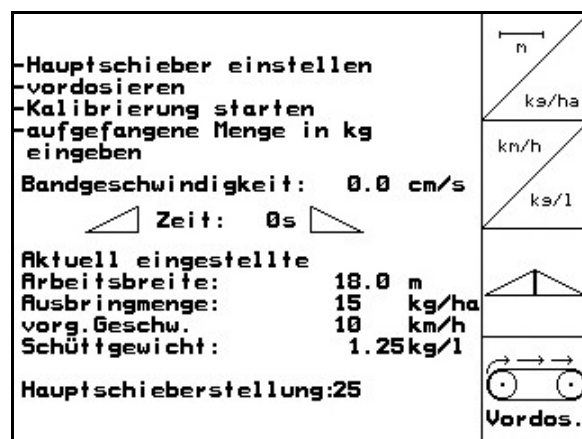 -Hauptschieber einstellen
-vordosieren
-Kalibrierung starten
-aufgefangene Menge in kg
eingeben
Bandgeschwindigkeit: 0.0 cm/s
Zeit: 0s
Aktuell eingestellte
Arbeitsbreite: 18.0 m
Ausbringmenge: 15 kg/ha
vorg.Geschw. 10 km/h
Schüttgewicht: 1.25kg/l
Hauptschieberstellung:25
m
kg/ha
km/h
kg/l
Vordos.